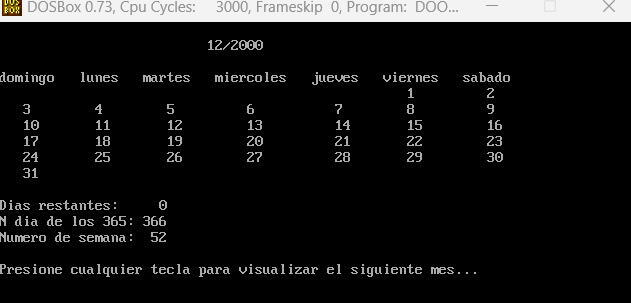 DOS BOX DOSBox 0.73, Cpu Cycles: 3000, Frameskip 0, Program: DOO...
12/2000
domingo lunes martes miercoles jueves viernes sabado
1 2
3 4 5 6 7 8 9
10 11 12 13 14 15 16
17 18 19 20 21 22 23
24 25 26 27 28 29 30
31
Dias restantes: 0
N dia de los 365: 366
Numero de semana: 52
Presione cualquier tecla para visualizar el siguiente mes...